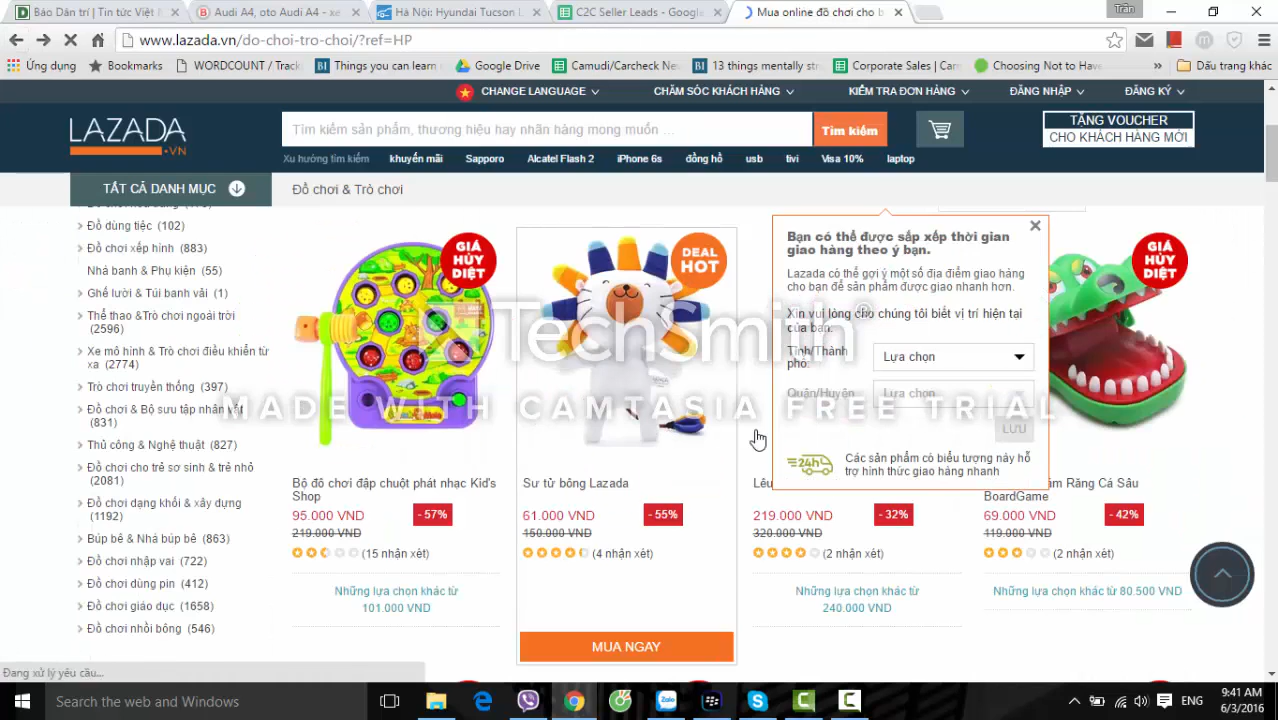 Báo Dân trí | Tin tức Việt N
Audi A4, oto Audi A4 - xe
Hà Nội: Hyundai Tucson L
C2C Seller Leads - Google
Mua online đồ chơi cho b
Trân
www.lazada.vn/do-choi-tro-choi/?ref=HP
Ứng dụng
Bookmarks
WORDCOUNT / Track
Things you can learn
Google Drive
Camudi/Carcheck Ne
13 things mentally str
Corporate Sales | Cam
Choosing Not to Have
Dấu trang khác
CHANGE LANGUAGE
CHĂM SÓC KHÁCH HÀNG
KIỂM TRA ĐƠN HÀNG
ĐĂNG NHẬP
ĐĂNG KÝ
LAZADA
.VN
Tìm kiếm sản phẩm, thương hiệu hay nhãn hàng mong muốn ...
Tìm kiếm
TẶNG VOUCHER
CHO KHÁCH HÀNG MỚI
Xu hướng tìm kiếm khuyến mãi Sapporo Alcatel Flash 2 iPhone 6s đồng hồ usb tivi Visa 10% laptop
TẤT CẢ DANH MỤC
Đồ chơi & Trò chơi
Đồ dùng tiệc (102)
Đồ chơi xếp hình (883)
Nhà banh & Phụ kiện (55)
Ghế lười & Túi banh vải (1)
Thể thao &Trò chơi ngoài trời
(2596)
Xe mô hình & Trò chơi điều khiển từ
xa (2774)
Trò chơi truyền thống (397)
Đồ chơi & Bộ sưu tập nhân vật
(831)
Thủ công & Nghệ thuật (827)
Đồ chơi cho trẻ sơ sinh & trẻ nhỏ
(2081)
Đồ chơi dạng khối & xây dựng
(1192)
Búp bê & Nhà búp bê (863)
Đồ chơi nhập vai (722)
Đồ chơi dùng pin (412)
Đồ chơi giáo dục (1658)
Đồ chơi nhồi bông (546)
GIÁ
HỦY
DIỆT
DEAL
HOT
GIÁ
HỦY
DIỆT
Bạn có thể được sắp xếp thời gian
giao hàng theo ý bạn.
Lazada có thể gợi ý một số địa điểm giao hàng
cho bạn để sản phẩm được giao nhanh hơn.
Xin vui lòng cho chúng tôi biết vị trí hiện tại
của bạn:
Tỉnh/Thành
phố:
Lựa chọn
Quận/Huyện
Lựa chọn
LƯU
24h
Các sản phẩm có biểu tượng này hỗ
trợ hình thức giao hàng nhanh
TechSmith
MADE WITH CAMTASIA FREE TRIAL
Bộ đồ chơi đập chuột phát nhạc Kid's
Shop
95.000 VND
- 57%
219.000 VND
(15 nhận xét)
Những lựa chọn khác từ
101.000 VND
Sư tử bông Lazada
61.000 VND
- 55%
150.000 VND
(4 nhận xét)
MUA NGAY
219.000 VND
- 32%
320.000 VND
(2 nhận xét)
Những lựa chọn khác từ
240.000 VND
Răng Cá Sấu
BoardGame
69.000 VND
- 42%
119.000 VND
(2 nhận xét)
Những lựa chọn khác từ 80.500 VND
Đang xử lý yêu cầu...
Search the web and Windows
ENG
9:41 AM
6/3/2016